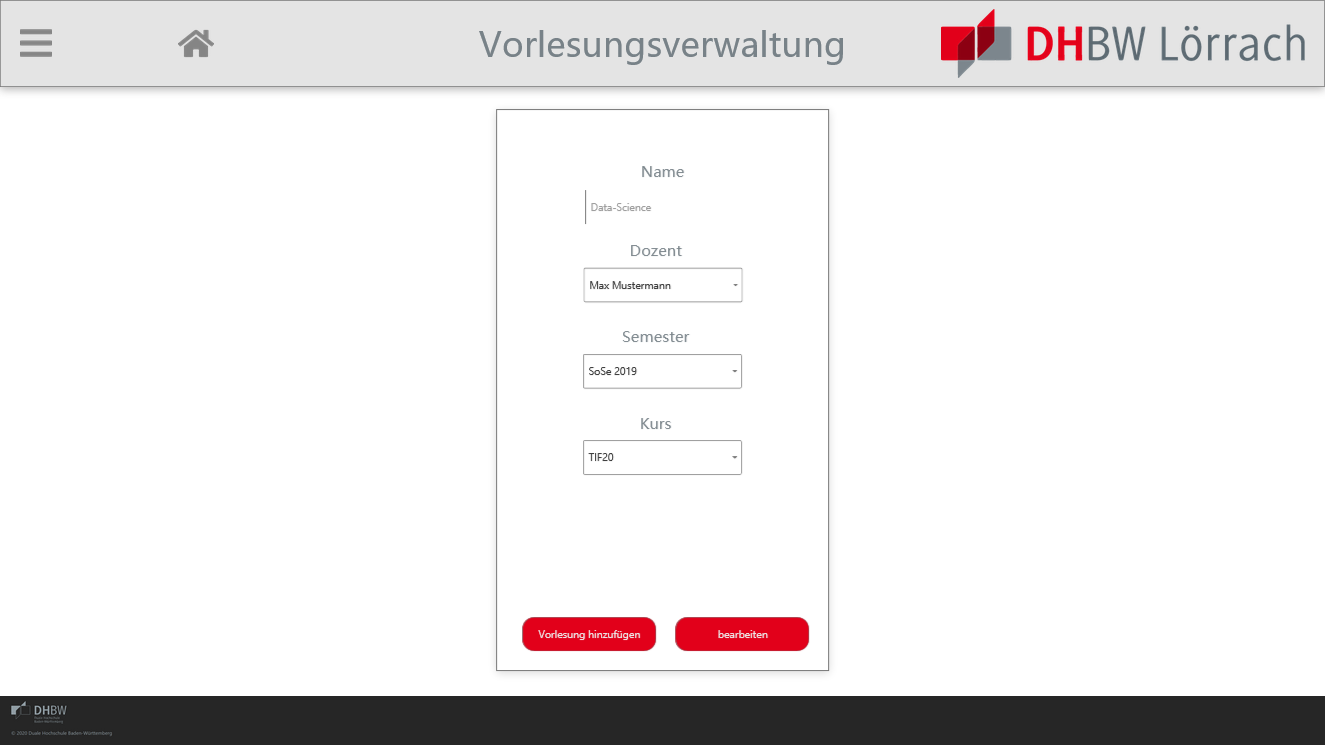 Vorlesungsverwaltung
DHBW Lörrach
Name
Data-Science
Dozent
Max Mustermann
Semester
SoSe 2019
Kurs
TIF20
Vorlesung hinzufügen
bearbeiten
DHBW
Duale Hochschule
Baden-Württemberg
© 2020 Duale Hochschule Baden-Württemberg